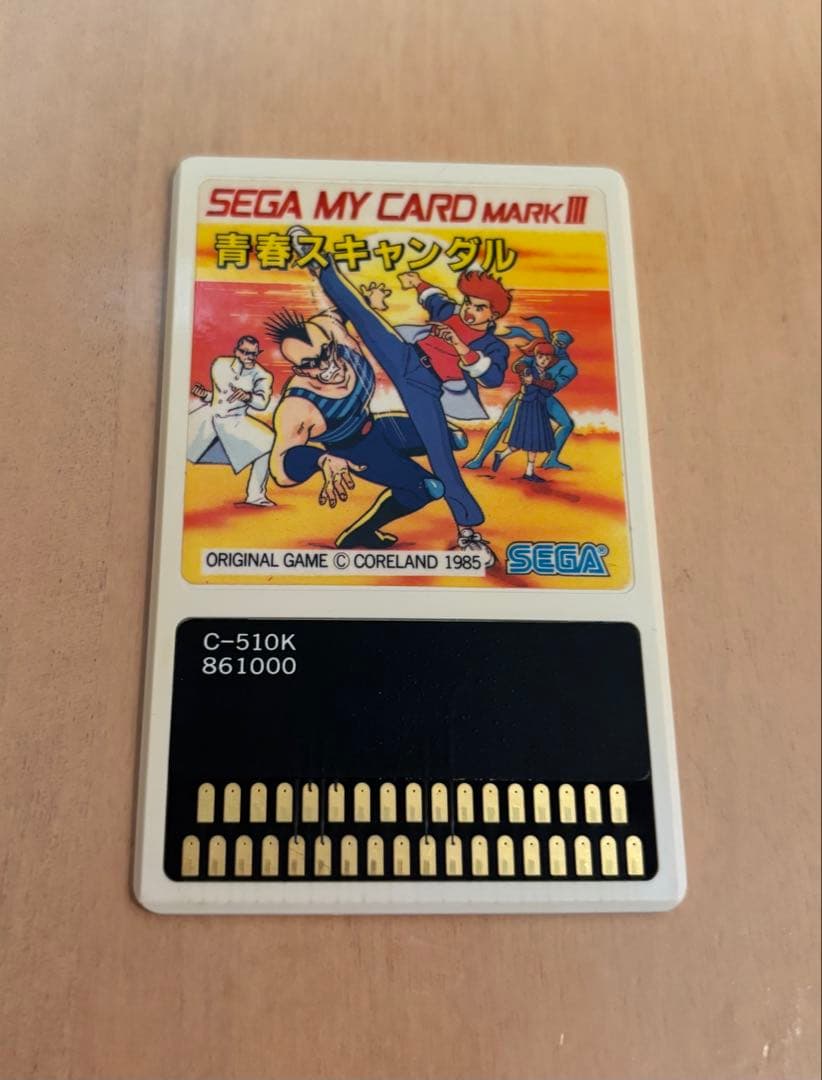 SEGA MY CARD MARK III
青春スキャンダル
ORIGINAL GAME © CORELAND 1985
SEGA®
C-510K
861000